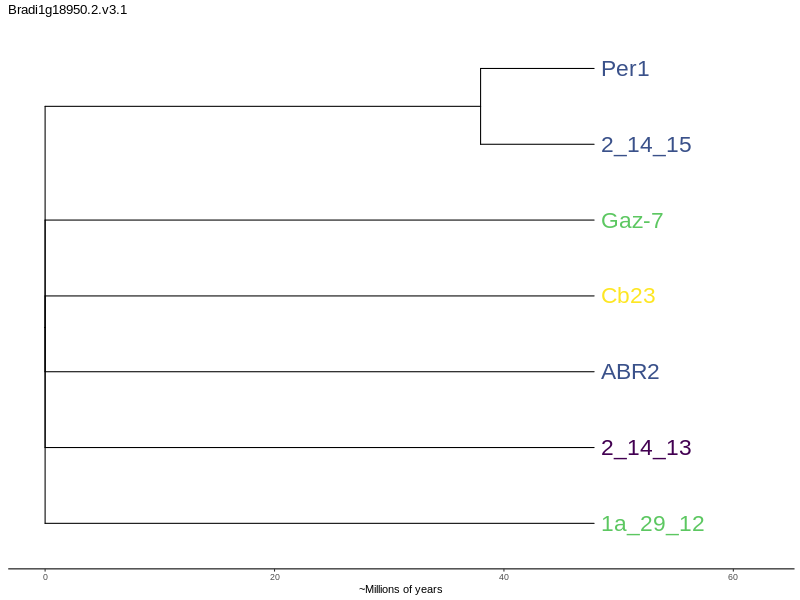 Bradi1g18950.2.v3.1
Per1
2_14_15
Gaz-7
Cb23
ABR2
2_14_13
1a_29_12
0 20 40 60
~Millions of years